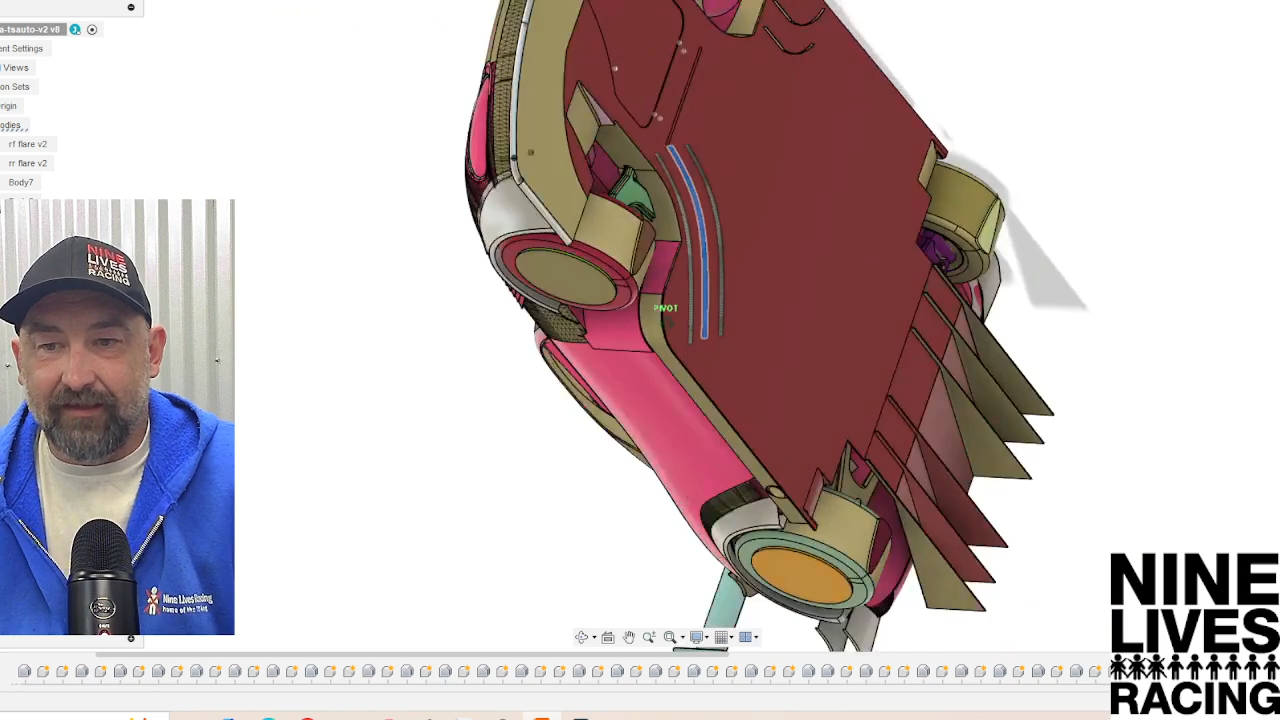 a-tsauto-v2 v8
ent Settings
Views
on Sets
rigin
odies
rf flare v2
rr flare v2
Body7
PIVOT
NINE
LIVES
RACING
Nine Lives Racing
NINE
LIVES
RACING